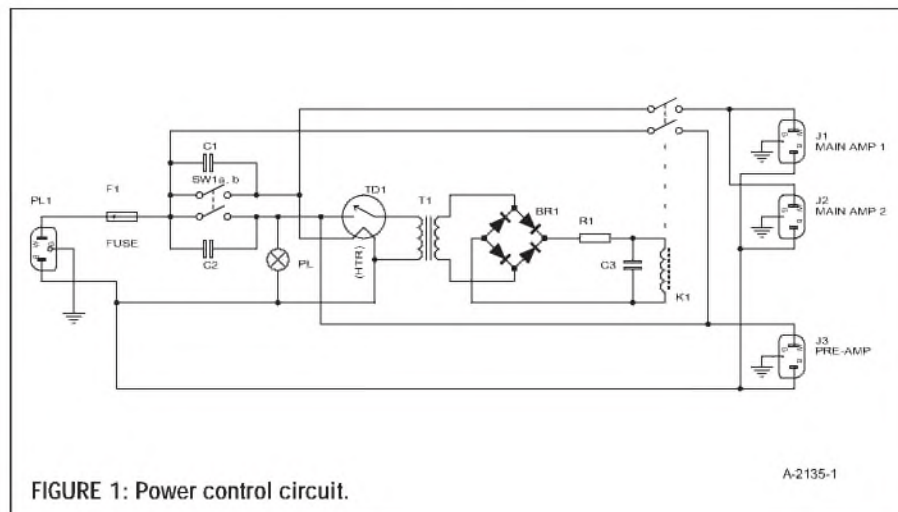 C1
SW1a, b
F1
TD1
T1
PL1
BR1
R1
FUSE
C2
PL
(HTR)
C3
K1
J1
MAIN AMP 1
J2
MAIN AMP 2
J3
PRE-AMP
A-2135-1
FIGURE 1: Power control circuit.